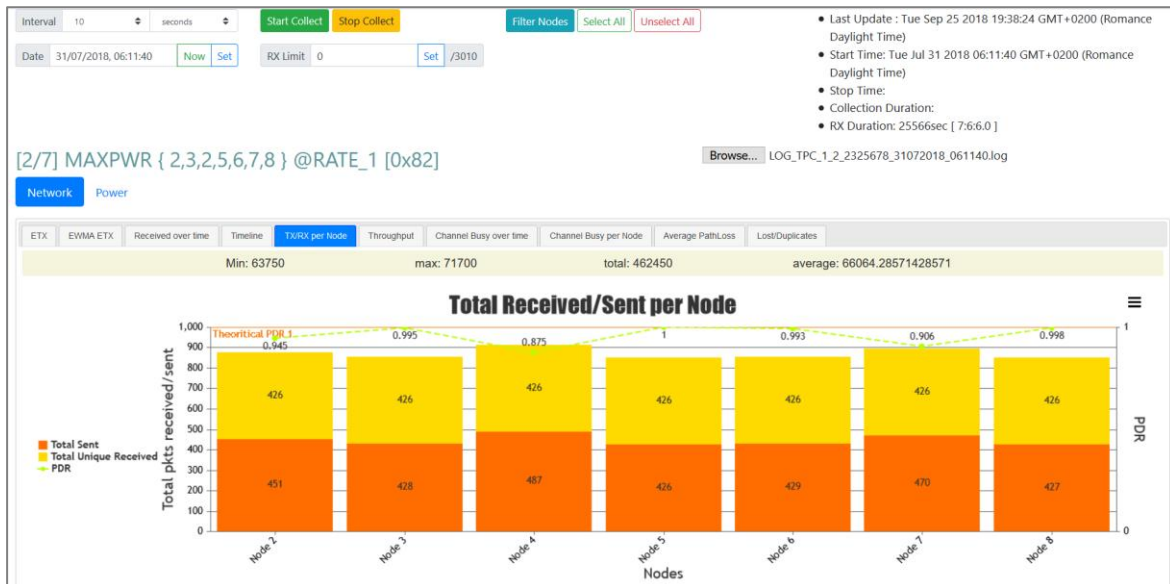 Interval 10 seconds Start Collect Stop Collect Filter Nodes Select All Unselect All
Date 31/07/2018, 06:11:40 Now Set RX Limit 0 Set /3010
• Last Update : Tue Sep 25 2018 19:38:24 GMT+0200 (Romance
Daylight Time)
• Start Time: Tue Jul 31 2018 06:11:40 GMT+0200 (Romance
Daylight Time)
• Stop Time:
• Collection Duration:
• RX Duration: 25566sec [ 7:6:6.0 ]
[2/7] MAXPWR { 2,3,2,5,6,7,8 } @RATE_1 [0x82]
Browse... LOG_TPC_1_2_2325678_31072018_061140.log
Network Power
ETX EWMA ETX Received over time Timeline TX/RX per Node Throughput Channel Busy over time Channel Busy per Node Average PathLoss Lost/Duplicates
Min: 63750 max: 71700 total: 462450 average: 66064.28571428571
Total Received/Sent per Node
Theoritical PDR 1
0.945 0.995 0.875 1 0.993 0.906 0.998
426 426 426 426 426 426 426
451 428 487 426 429 470 427
1,000
900
800
700
600
500
400
300
200
100
0
Total pkts received/sent
1
0
PDR
Total Sent
Total Unique Received
PDR
Node 2 Node 3 Node 4 Node 5 Node 6 Node 7 Node 8
Nodes